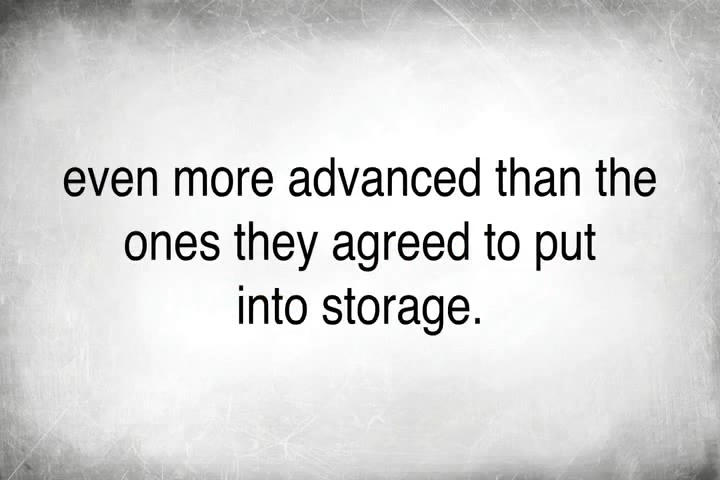 even more advanced than the
ones they agreed to put
into storage.